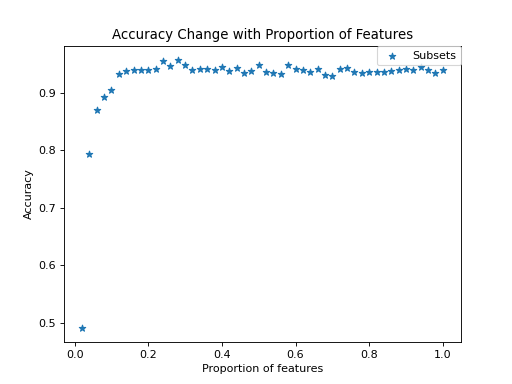 Accuracy Change with Proportion of Features
Subsets
Accuracy
0.9
0.8
0.7
0.6
0.5
0.0 0.2 0.4 0.6 0.8 1.0
Proportion of features